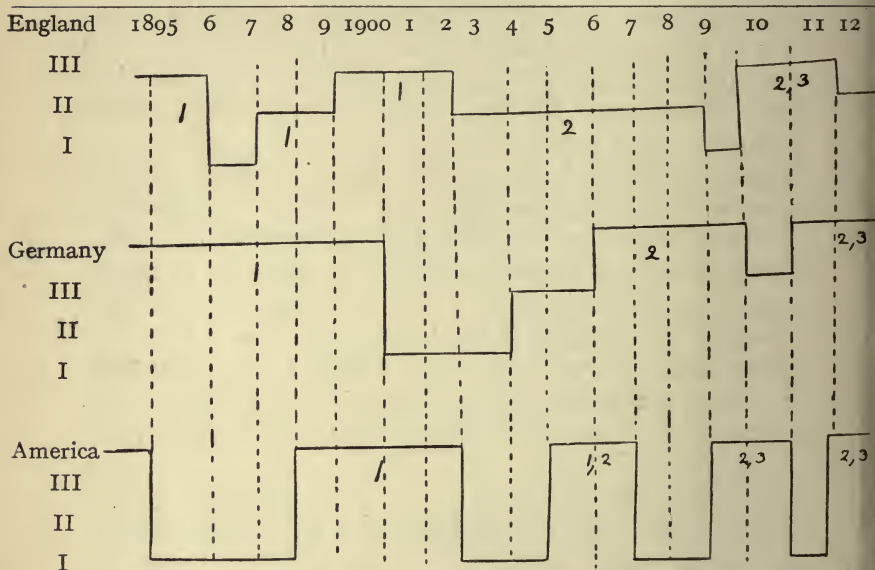 England 1895 6 7 8 9 1900 1 2 3 4 5 6 7 8 9 10 11 12
III
1 1 2,3
II
1 2
I
Germany 1 2 2,3
III
II
I
America 1 1,2 2,3 2,3
III
II
I